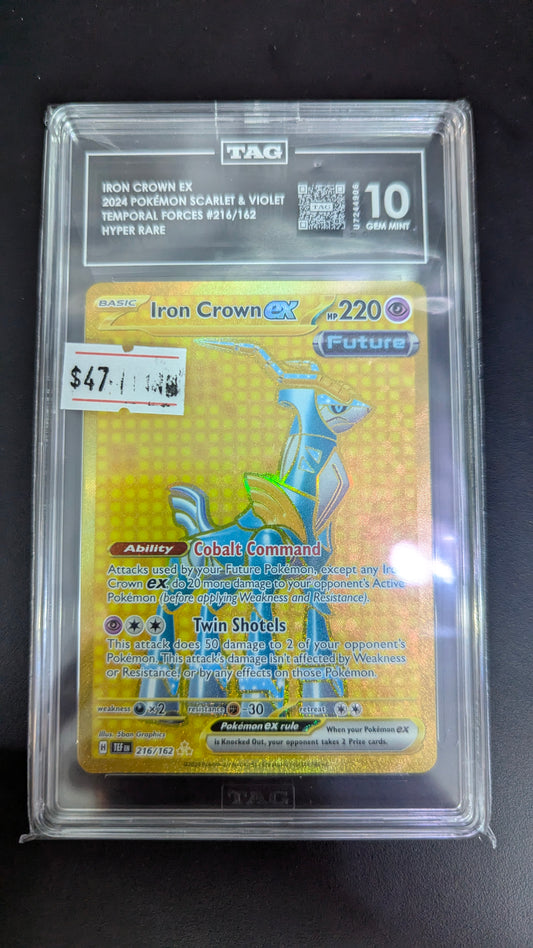 TAG
IRON CROWN EX
2024 POKÉMON SCARLET & VIOLET
TEMPORAL FORCES #216/162
HYPER RARE
TAG
U7244906
10
GEM MINT
BASIC
Iron Crown ex
HP 220
Future
$47
Ability Cobalt Command
Attacks used by your Future Pokémon, except any Iron
Crown ex, do 20 more damage to your opponent's Active
Pokémon (before applying Weakness and Resistance).
Twin Shotels
This attack does 50 damage to 2 of your opponent's
Pokémon. This attack's damage isn't affected by Weakness
or Resistance, or by any effects on those Pokémon.
weakness ×2 resistance -30 retreat
Illus. 5ban Graphics
Pokémon ex rule
When your Pokémon ex
is Knocked Out, your opponent takes 2 Prize cards.
H TEF EN 216/162
TAG